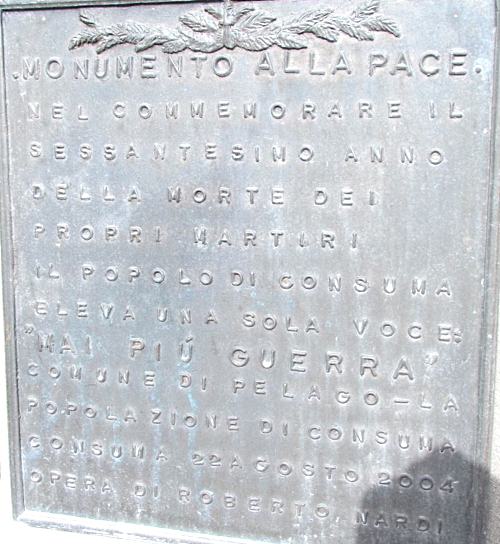 .MONUMENTO ALLA PACE.
NEL COMMEMORARE IL
SESSANTESIMO ANNO
DELLA MORTE DEI
PROPRI MARTIRI
IL POPOLO DI CONSUMA
ELEVA UNA SOLA VOCE:
"MAI PIÚ GUERRA"
COMUNE DI PELAGO-LA
POPOLAZIONE DI CONSUMA
CONSUMA 22 AGOSTO 2004
OPERA DI ROBERTO NARDI